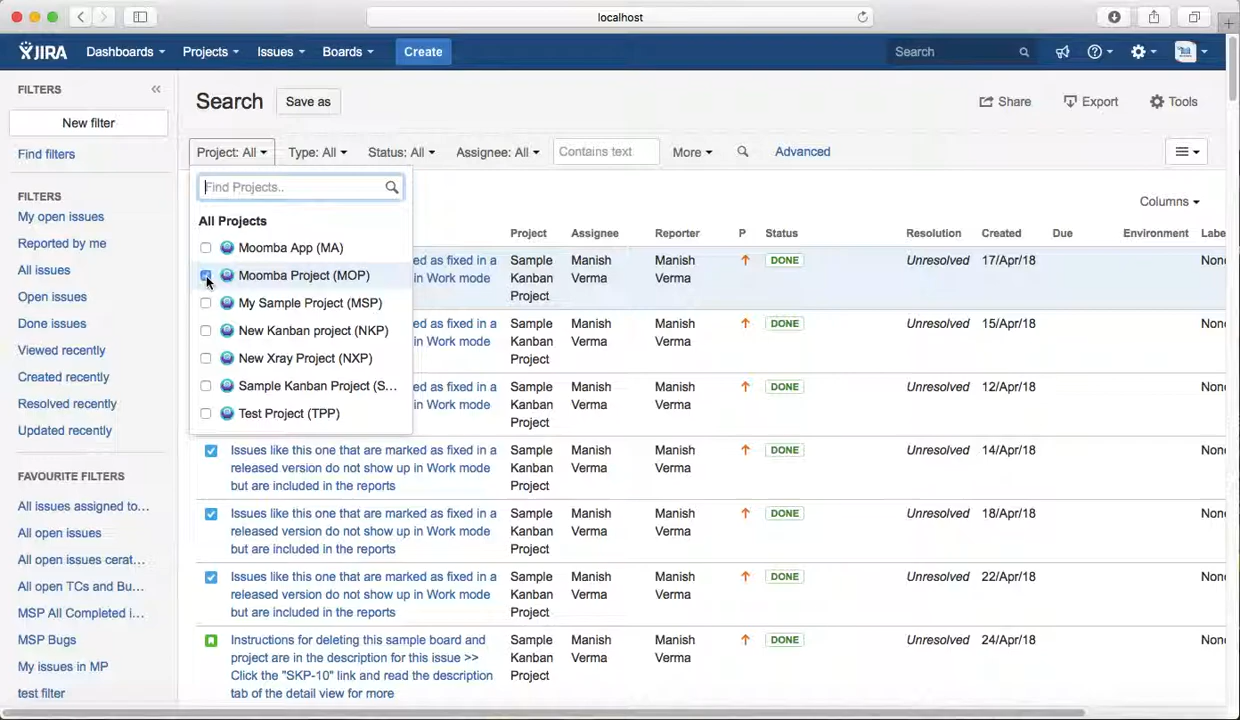 localhost
JIRA
Dashboards
Projects
Issues
Boards
Create
Search
FILTERS
New filter
Find filters
FILTERS
My open issues
Reported by me
All issues
Open issues
Done issues
Viewed recently
Created recently
Resolved recently
Updated recently
FAVOURITE FILTERS
All issues assigned to...
All open issues
All open issues cerat...
All open TCs and Bu...
MSP All Completed i...
MSP Bugs
My issues in MP
test filter
Search
Save as
Share
Export
Tools
Project: All
Type: All
Status: All
Assignee: All
Contains text
More
Advanced
Find Projects..
All Projects
Moomba App (MA)
Moomba Project (MOP)
My Sample Project (MSP)
New Kanban project (NKP)
New Xray Project (NXP)
Sample Kanban Project (S...
Test Project (TPP)
Columns
Project
Assignee
Reporter
P
Status
Resolution
Created
Due
Environment
Labe
ed as fixed in a
in Work mode
Sample
Kanban
Project
Manish
Verma
Manish
Verma
DONE
Unresolved
17/Apr/18
None
ed as fixed in a
in Work mode
Sample
Kanban
Project
Manish
Verma
Manish
Verma
DONE
Unresolved
15/Apr/18
None
ed as fixed in a
in Work mode
Sample
Kanban
Project
Manish
Verma
Manish
Verma
DONE
Unresolved
12/Apr/18
None
Issues like this one that are marked as fixed in a
released version do not show up in Work mode
but are included in the reports
Sample
Kanban
Project
Manish
Verma
Manish
Verma
DONE
Unresolved
14/Apr/18
None
Issues like this one that are marked as fixed in a
released version do not show up in Work mode
but are included in the reports
Sample
Kanban
Project
Manish
Verma
Manish
Verma
DONE
Unresolved
18/Apr/18
None
Issues like this one that are marked as fixed in a
released version do not show up in Work mode
but are included in the reports
Sample
Kanban
Project
Manish
Verma
Manish
Verma
DONE
Unresolved
22/Apr/18
None
Instructions for deleting this sample board and
project are in the description for this issue >>
Click the "SKP-10" link and read the description
tab of the detail view for more
Sample
Kanban
Project
Manish
Verma
Manish
Verma
DONE
Unresolved
24/Apr/18
None